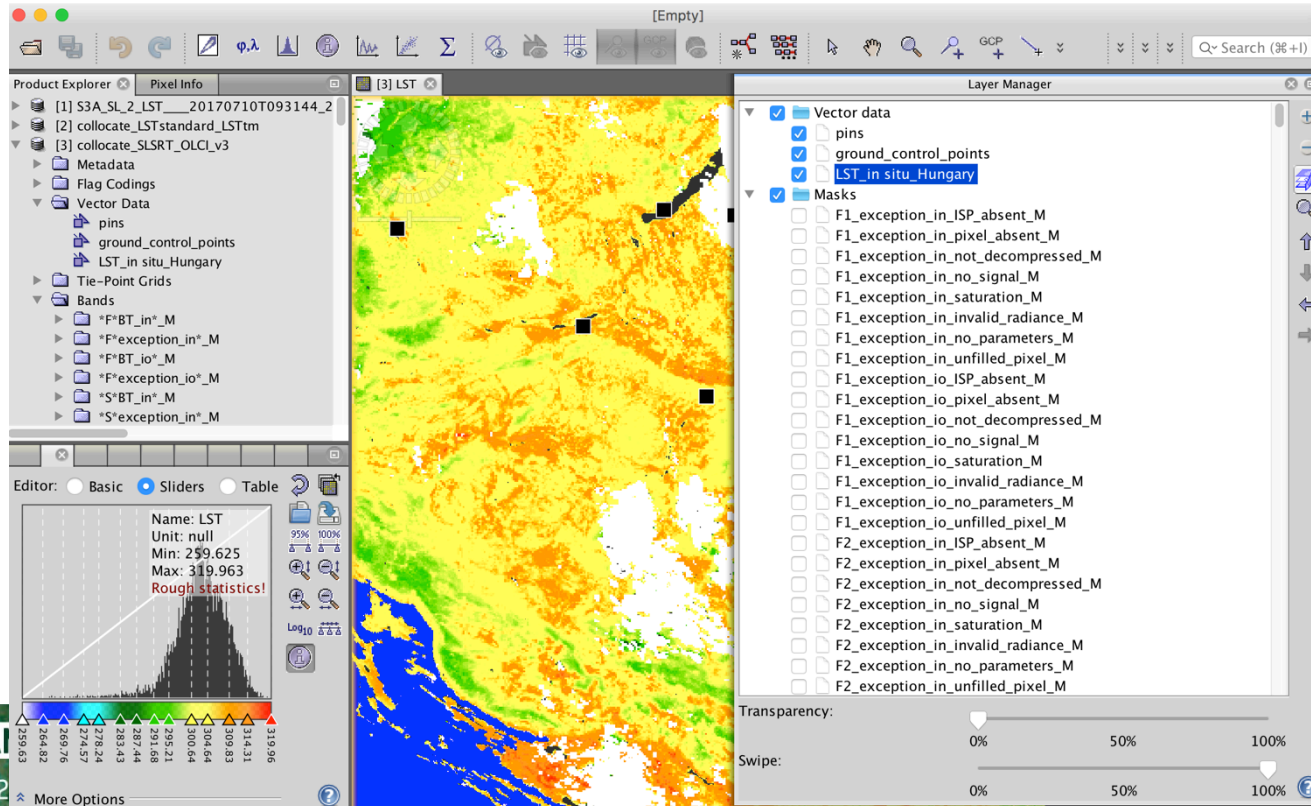 [Empty]
φ,λ
Σ
GCP
GCP
Search (⌘+I)
Product Explorer
Pixel Info
[1] S3A_SL_2_LST____20170710T093144_2
[2] collocate_LSTstandard_LSTtm
[3] collocate_SLSRT_OLCI_v3
Metadata
Flag Codings
Vector Data
pins
ground_control_points
LST_in situ_Hungary
Tie-Point Grids
Bands
*F*BT_in*_M
*F*exception_in*_M
*F*BT_io*_M
*F*exception_io*_M
*S*BT_in*_M
*S*exception_in*_M
Editor:
Basic
Sliders
Table
Name: LST
Unit: null
Min: 259.625
Max: 319.963
Rough statistics!
95%
100%
Log10
259.63
264.82
269.76
274.57
278.24
283.43
287.44
291.68
295.21
300.64
304.64
309.83
314.31
319.96
More Options
[3] LST
Layer Manager
Vector data
pins
ground_control_points
LST_in situ_Hungary
Masks
F1_exception_in_ISP_absent_M
F1_exception_in_pixel_absent_M
F1_exception_in_not_decompressed_M
F1_exception_in_no_signal_M
F1_exception_in_saturation_M
F1_exception_in_invalid_radiance_M
F1_exception_in_no_parameters_M
F1_exception_in_unfilled_pixel_M
F1_exception_io_ISP_absent_M
F1_exception_io_pixel_absent_M
F1_exception_io_not_decompressed_M
F1_exception_io_no_signal_M
F1_exception_io_saturation_M
F1_exception_io_invalid_radiance_M
F1_exception_io_no_parameters_M
F1_exception_io_unfilled_pixel_M
F2_exception_in_ISP_absent_M
F2_exception_in_pixel_absent_M
F2_exception_in_not_decompressed_M
F2_exception_in_no_signal_M
F2_exception_in_saturation_M
F2_exception_in_invalid_radiance_M
F2_exception_in_no_parameters_M
F2_exception_in_unfilled_pixel_M
Transparency:
0%
50%
100%
Swipe:
0%
50%
100%